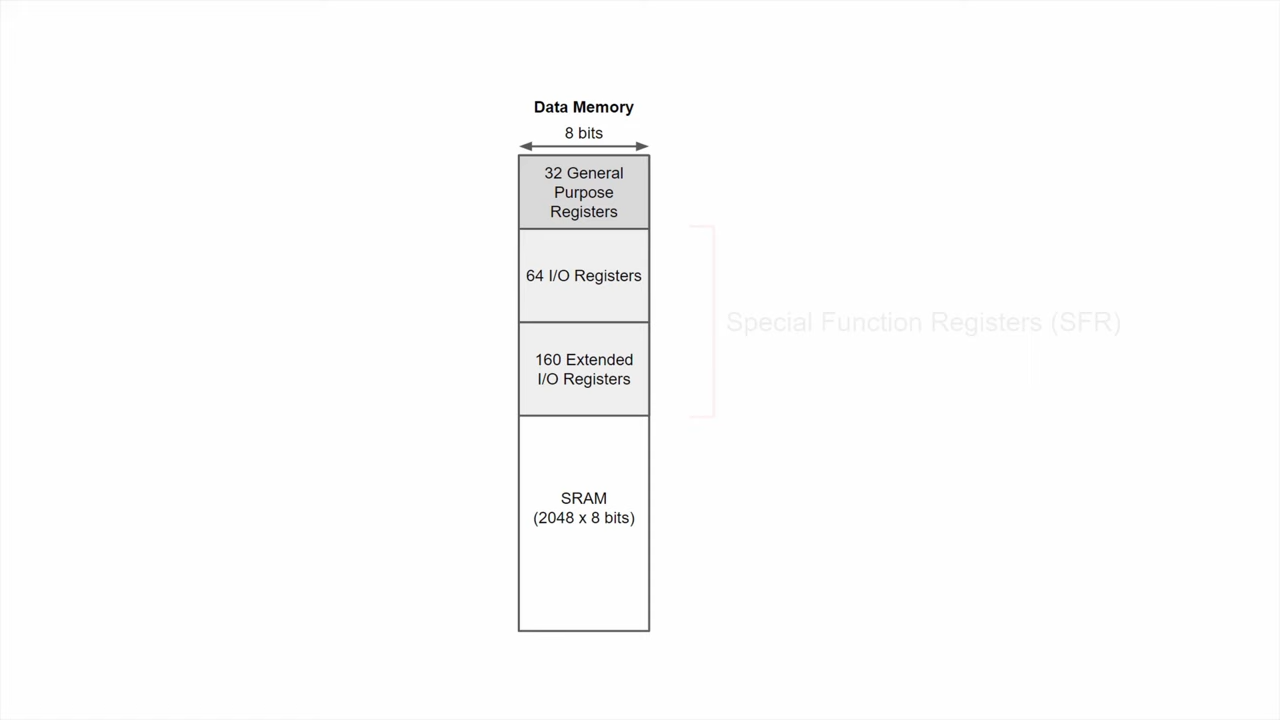 Data Memory
8 bits
32 General
Purpose
Registers
64 I/O Registers
Special Function Registers (SFR)
160 Extended
I/O Registers
SRAM
(2048 x 8 bits)